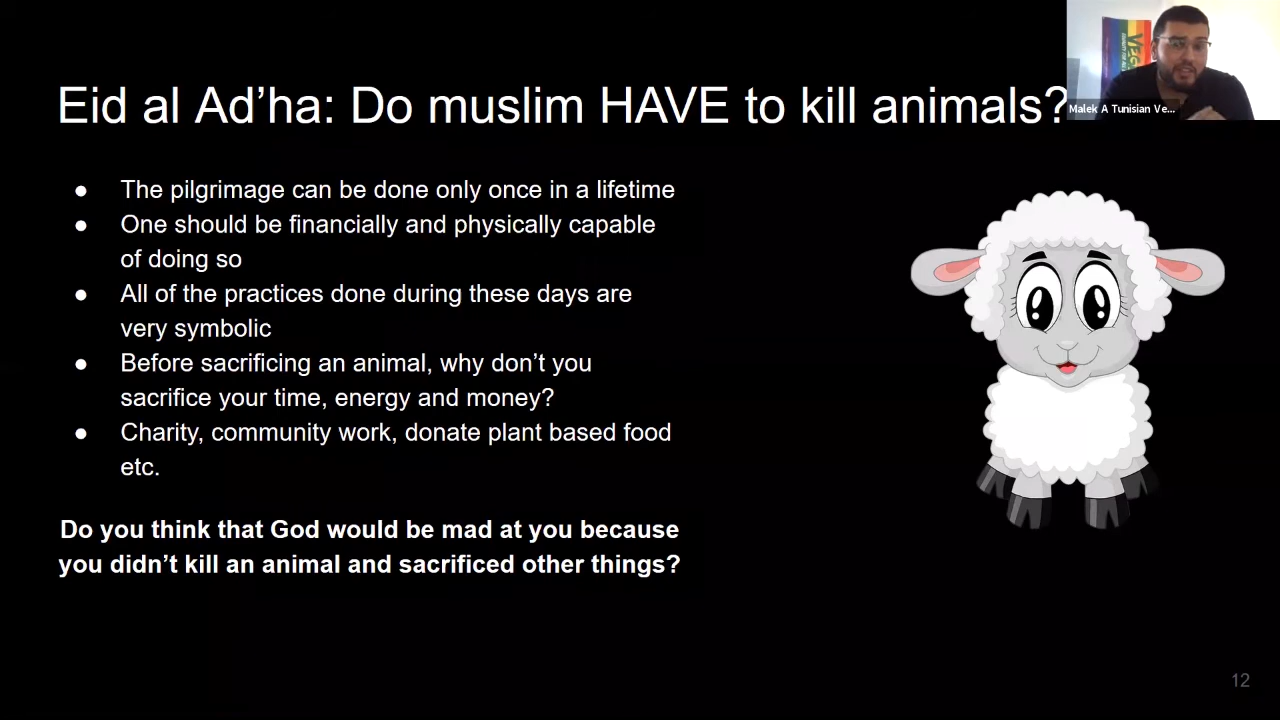 Eid al Ad’ha: Do muslim HAVE to kill animals?
Malek A Tunisian Ve...
● The pilgrimage can be done only once in a lifetime
● One should be financially and physically capable
of doing so
● All of the practices done during these days are
very symbolic
● Before sacrificing an animal, why don’t you
sacrifice your time, energy and money?
● Charity, community work, donate plant based food
etc.
Do you think that God would be mad at you because
you didn’t kill an animal and sacrificed other things?
12